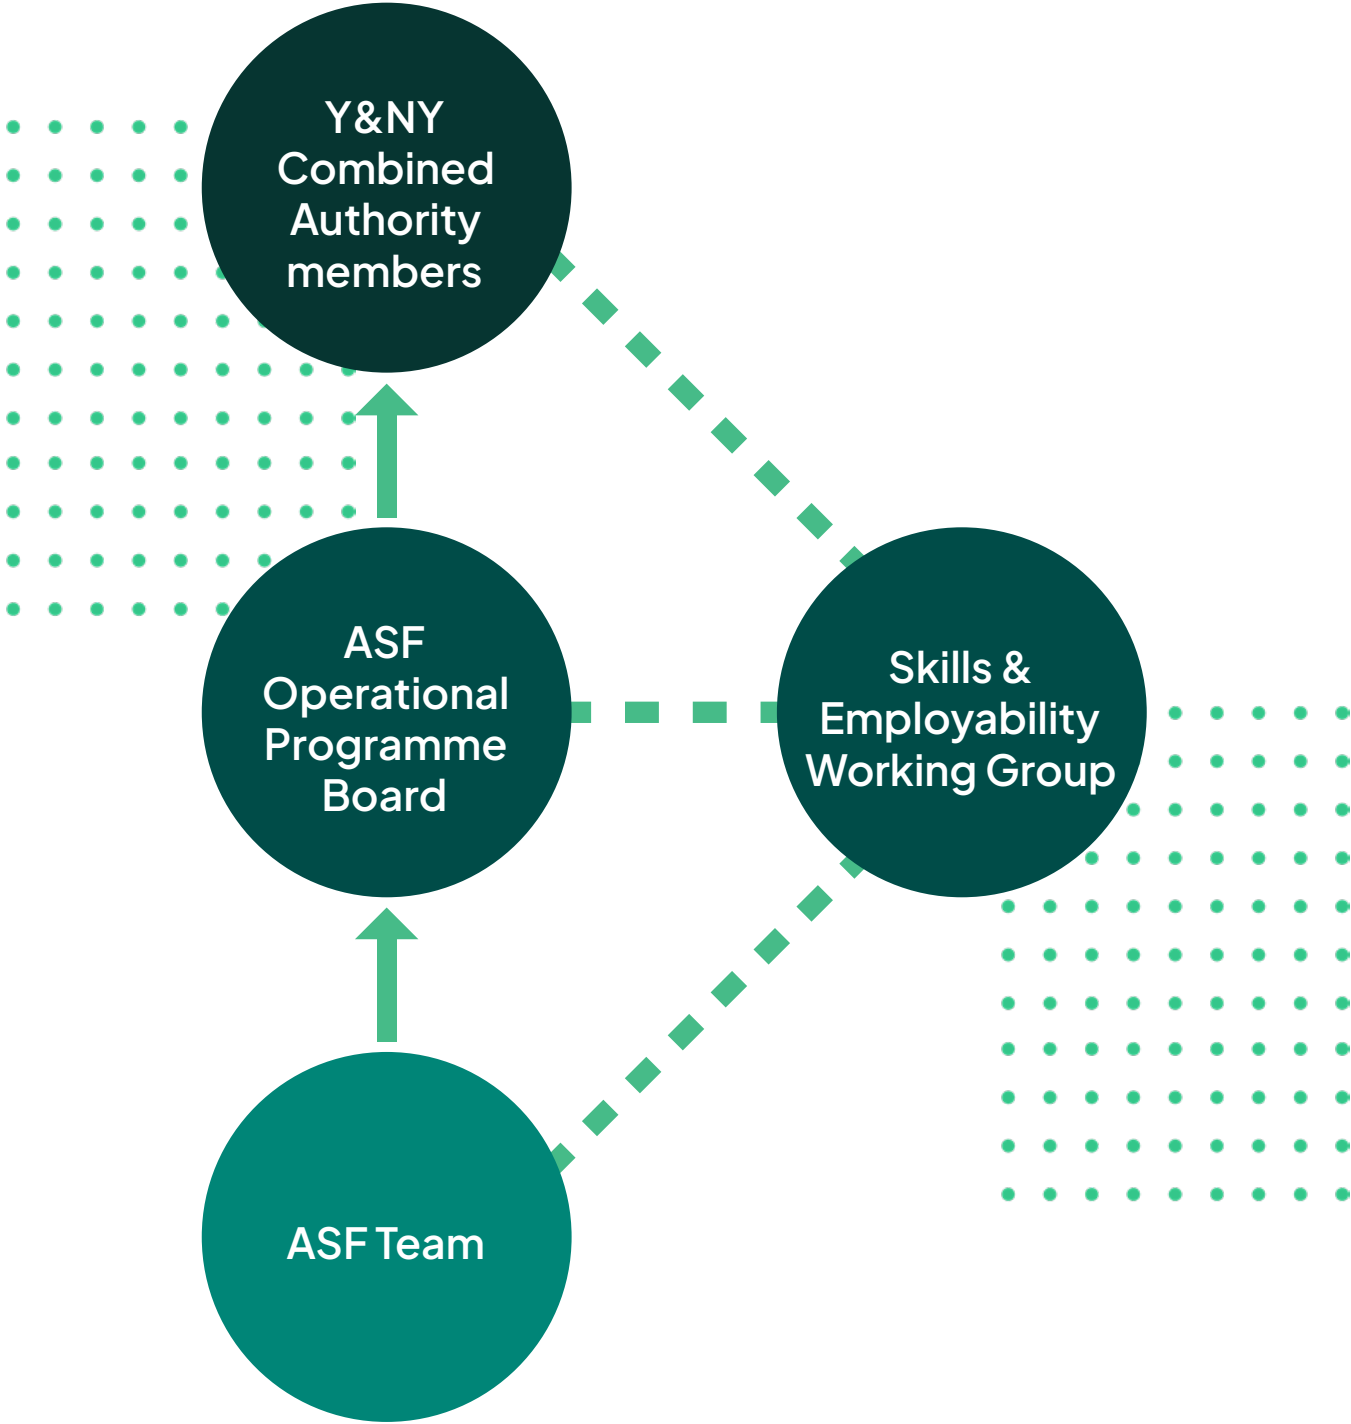 Y&NY
Combined
Authority
members
ASF
Operational
Programme
Board
Skills &
Employability
Working Group
ASF Team